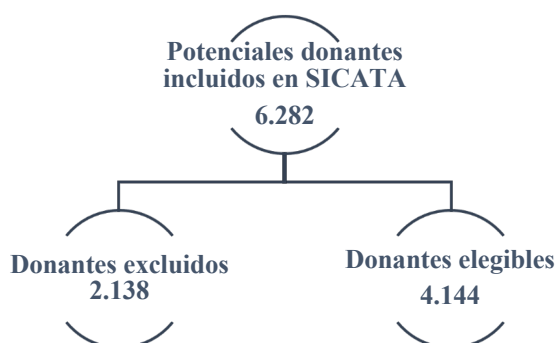 Potenciales donantes
incluidos en SICATA
6.282
Donantes excluidos
2.138
Donantes elegibles
4.144